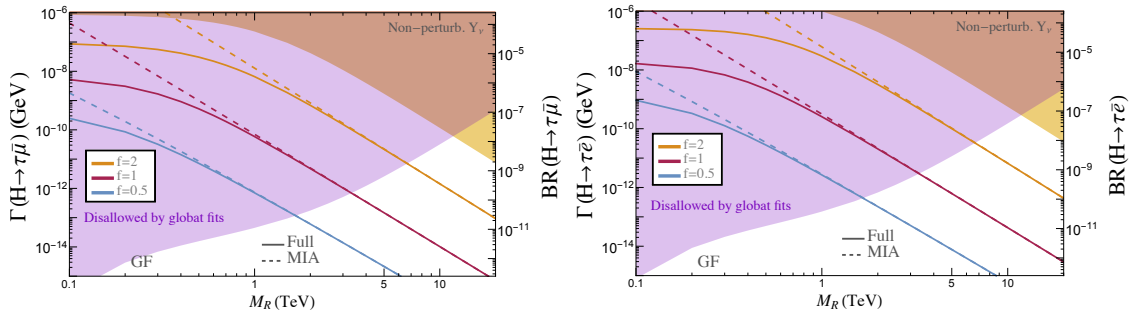 10⁻⁶
10⁻⁸
10⁻¹⁰
10⁻¹²
10⁻¹⁴
Γ(H→τμ̄) (GeV)
Non-perturb. Yν
f=2
f=1
f=0.5
Disallowed by globat fits
GF
Full
MIA
0.1
0.5
1
5
10
M_R (TeV)
10⁻⁵
10⁻⁷
10⁻⁹
10⁻¹¹
BR(H→τμ̄)
10⁻⁶
10⁻⁸
10⁻¹⁰
10⁻¹²
10⁻¹⁴
Γ(H→τē) (GeV)
Non-perturb. Yν
f=2
f=1
f=0.5
Disallowed by globat fits
GF
Full
MIA
0.1
0.5
1
5
10
M_R (TeV)
10⁻⁵
10⁻⁷
10⁻⁹
10⁻¹¹
BR(H→τē)